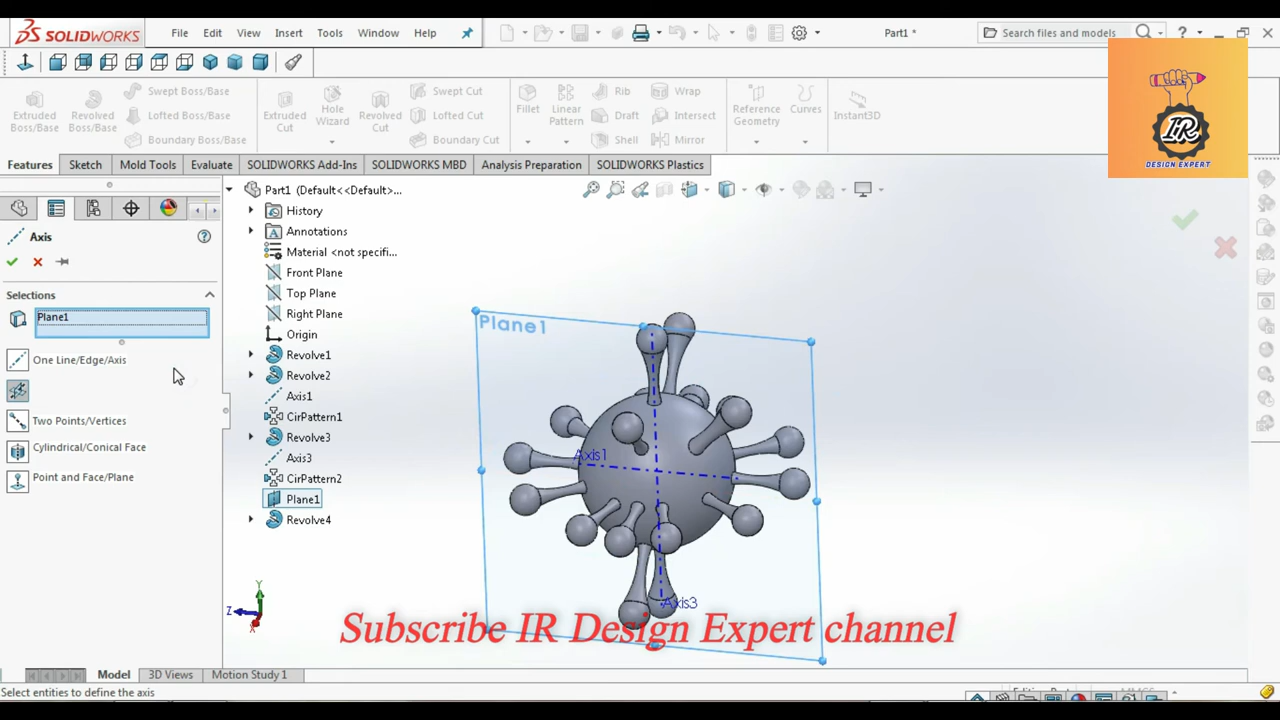 SOLIDWORKS File Edit View Insert Tools Window Help Part1 * Search files and models
Extruded Boss/Base
Revolved Boss/Base
Swept Boss/Base
Lofted Boss/Base
Boundary Boss/Base
Extruded Cut
Hole Wizard
Revolved Cut
Swept Cut
Lofted Cut
Boundary Cut
Fillet
Linear Pattern
Rib
Draft
Shell
Wrap
Intersect
Mirror
Reference Geometry
Curves
Instant3D
IR
DESIGN EXPERT
Features Sketch Mold Tools Evaluate SOLIDWORKS Add-Ins SOLIDWORKS MBD Analysis Preparation SOLIDWORKS Plastics
Axis
Selections
Plane1
One Line/Edge/Axis
Two Points/Vertices
Cylindrical/Conical Face
Point and Face/Plane
Part1 (Default<<Default>...
History
Annotations
Material <not specifi...
Front Plane
Top Plane
Right Plane
Origin
Revolve1
Revolve2
Axis1
CirPattern1
Revolve3
Axis3
CirPattern2
Plane1
Revolve4
Plane1
Axis1
Axis3
Y
Z
X
Subscribe IR Design Expert channel
Model 3D Views Motion Study 1
Select entities to define the axis